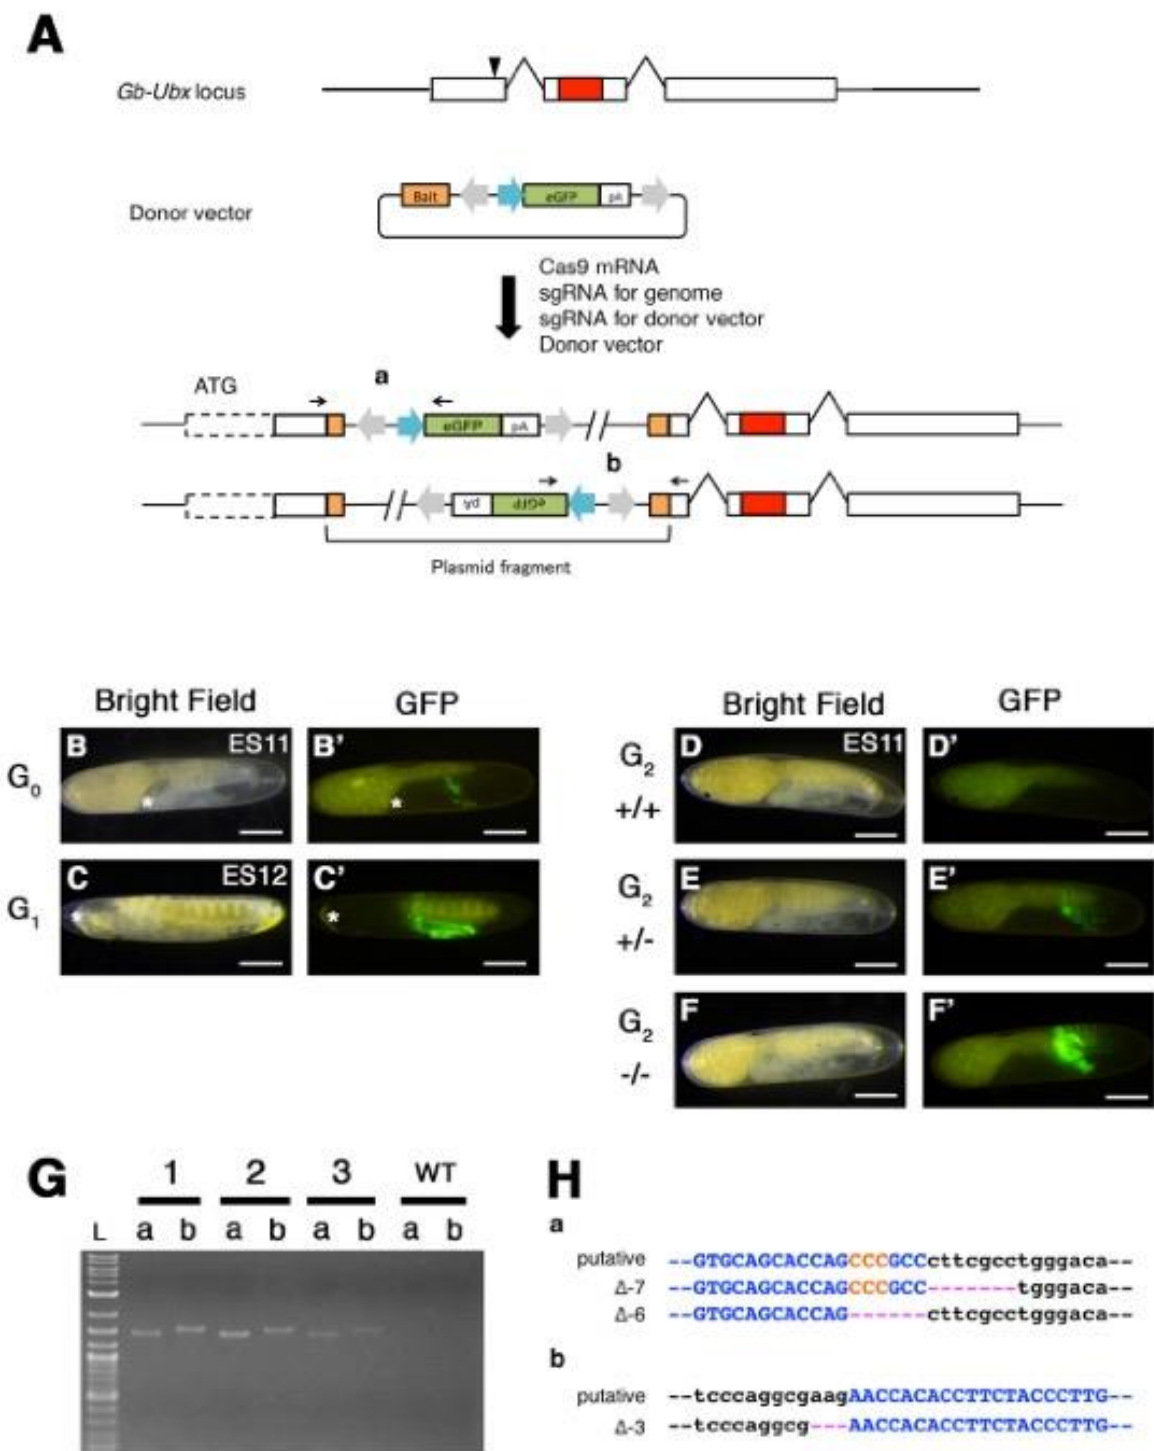 A
Gb-Ubx locus
Donor vector
Bait
eGFP
pA
Cas9 mRNA
sgRNA for genome
sgRNA for donor vector
Donor vector
ATG
a
eGFP
pA
b
pA
eGFP
Plasmid fragment
Bright Field
GFP
Bright Field
GFP
G0
B
ES11
B'
*
*
G1
C
ES12
C'
*
*
G2
+/+
D
ES11
D'
G2
+/-
E
E'
G2
-/-
F
F'
G
1
2
3
WT
L
a
b
a
b
a
b
a
b
H
a
putative
--GTGCAGCACCAGCCCGCCcttcgcctgggaca--
Δ-7
--GTGCAGCACCAGCCCGCC-------tgggaca--
Δ-6
--GTGCAGCACCAG------cttcgcctgggaca--
b
putative
--tcccaggcgaagAACCACACCTTCTACCCTTG--
Δ-3
--tcccaggcg---AACCACACCTTCTACCCTTG--